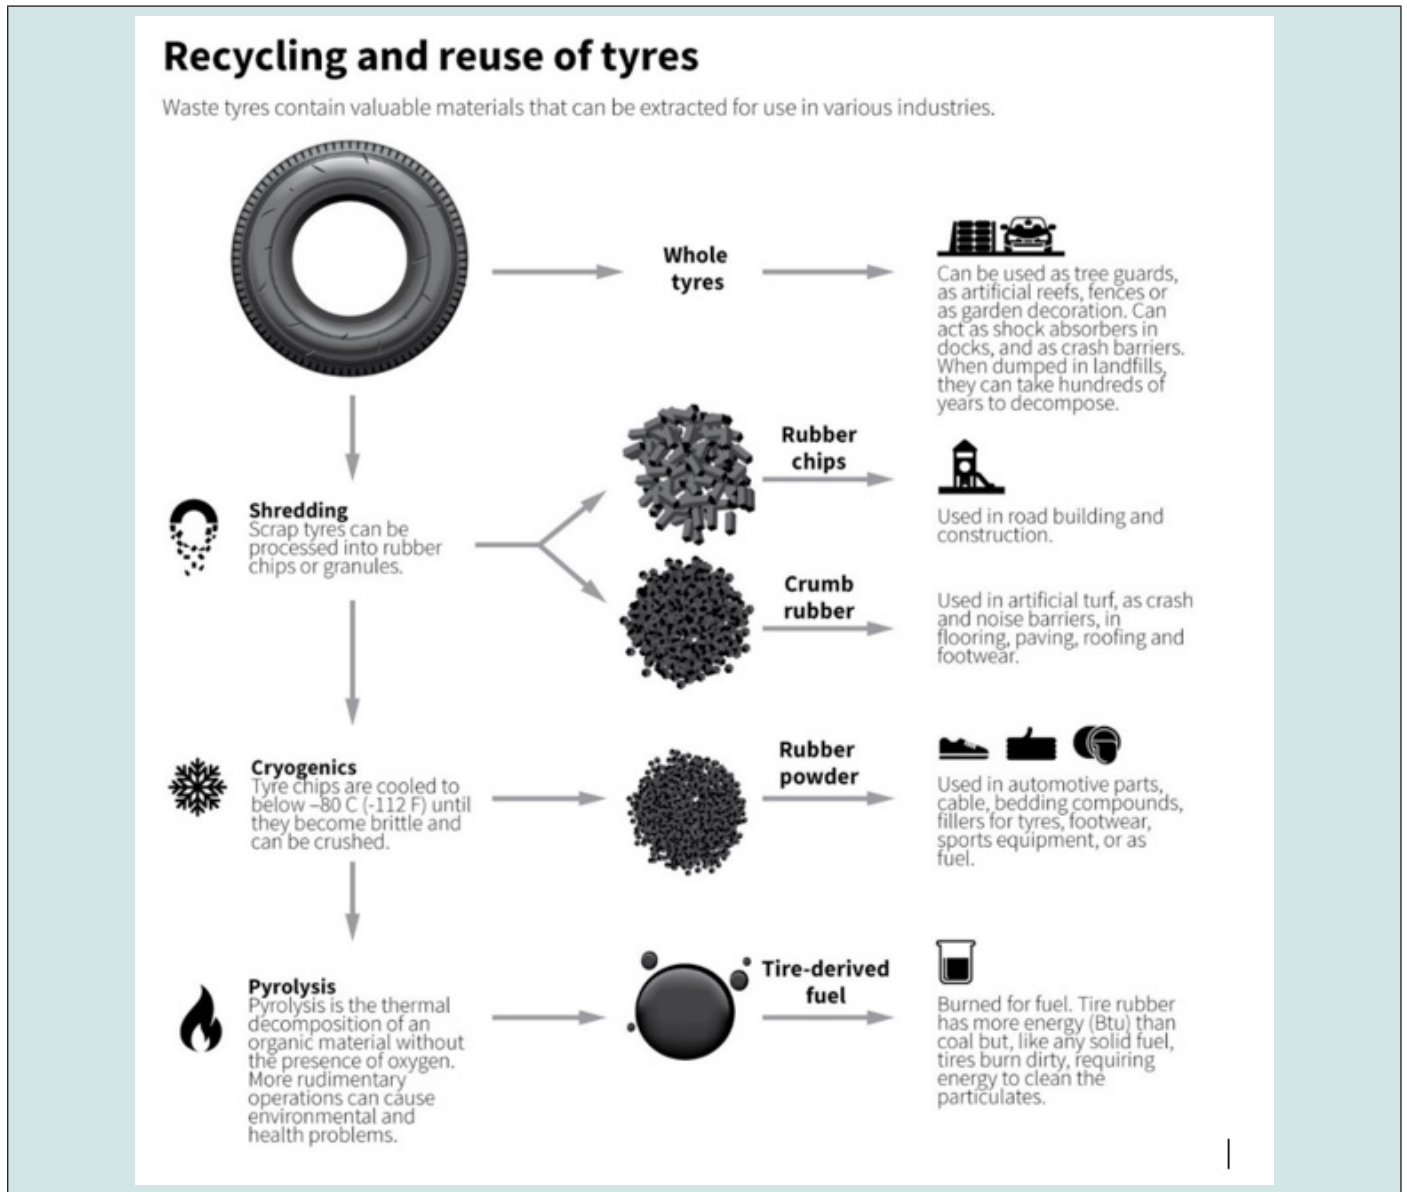 Recycling and reuse of tyres
Waste tyres contain valuable materials that can be extracted for use in various industries.
Whole
tyres
Can be used as tree guards,
as artificial reefs, fences or
as garden decoration. Can
act as shock absorbers in
docks, and as crash barriers.
When dumped in landfills,
they can take hundreds of
years to decompose.
Shredding
Scrap tyres can be
processed into rubber
chips or granules.
Rubber
chips
Used in road building and
construction.
Crumb
rubber
Used in artificial turf, as crash
and noise barriers, in
flooring, paving, roofing and
footwear.
Cryogenics
Tyre chips are cooled to
below –80 C (-112 F) until
they become brittle and
can be crushed.
Rubber
powder
Used in automotive parts,
cable, bedding compounds,
fillers for tyres, footwear,
sports equipment, or as
fuel.
Pyrolysis
Pyrolysis is the thermal
decomposition of an
organic material without
the presence of oxygen.
More rudimentary
operations can cause
environmental and
health problems.
Tire-derived
fuel
Burned for fuel. Tire rubber
has more energy (Btu) than
coal but, like any solid fuel,
tires burn dirty, requiring
energy to clean the
particulates.